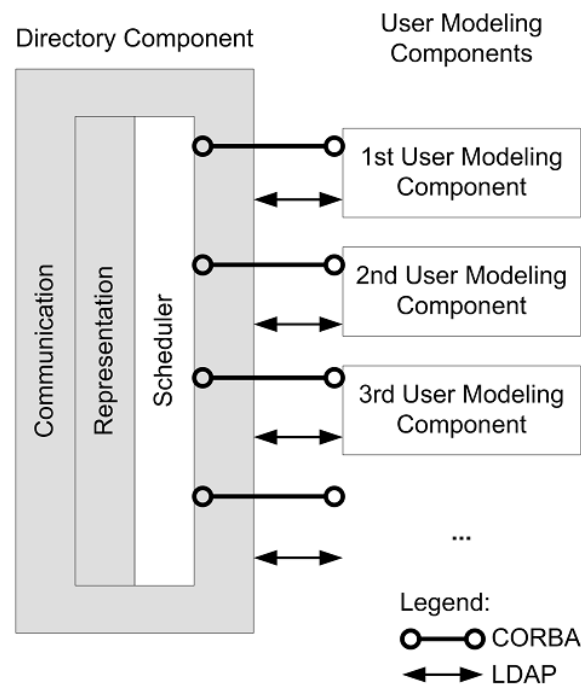 Directory Component
User Modeling
Components
Communication
Representation
Scheduler
1st User Modeling
Component
2nd User Modeling
Component
3rd User Modeling
Component
...
Legend:
CORBA
LDAP